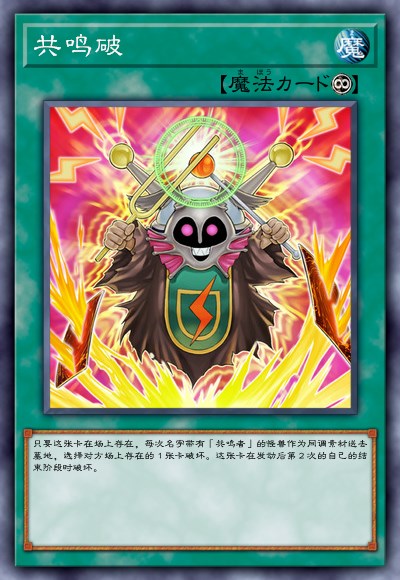 共鸣破
魔
【魔法カード】
まほう
只要这张卡在场上存在，每次名字带有「共鸣者」的怪兽作为同调素材送去
墓地，选择对方场上存在的1张卡破坏。这张卡在发动后第2次的自己的结
束阶段时破坏。